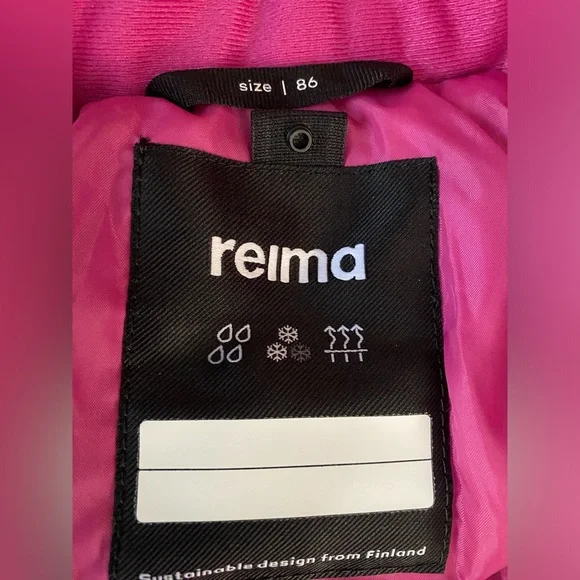 size | 86
reima
Sustainable design from Finland